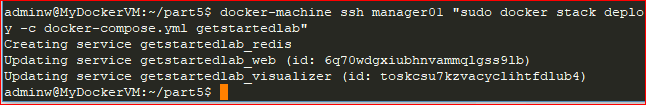 adminw@MyDockerVM:~/part5$ docker-machine ssh manager01 "sudo docker stack deplo
y -c docker-compose.yml getstartedlab"
Creating service getstartedlab_redis
Updating service getstartedlab_web (id: 6q70wdgxiubhnvammqlgss9lb)
Updating service getstartedlab_visualizer (id: toskcsu7kzvacyclihtfdlub4)
adminw@MyDockerVM:~/part5$